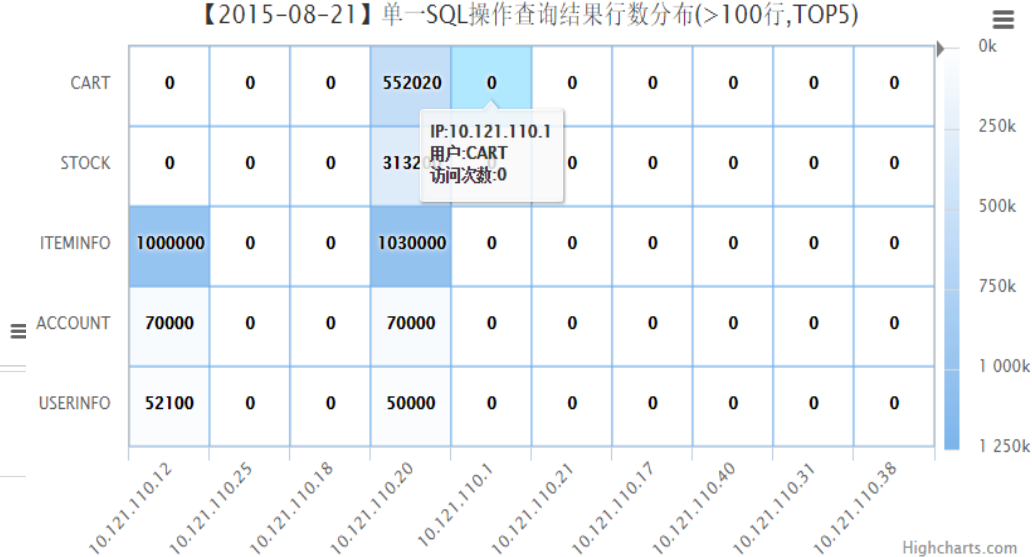 【2015-08-21】单一SQL操作查询结果行数分布(>100行,TOP5)
CART 0 0 0 552020 0 0 0 0 0 0
IP:10.121.110.1
用户:CART
访问次数:0
STOCK 0 0 0 3132 0 0 0 0 0
ITEMINFO 1000000 0 0 1030000 0 0 0 0 0 0
ACCOUNT 70000 0 0 70000 0 0 0 0 0 0
USERINFO 52100 0 0 50000 0 0 0 0 0 0
10.121.110.12 10.121.110.25 10.121.110.18 10.121.110.20 10.121.110.1 10.121.110.21 10.121.110.17 10.121.110.40 10.121.110.31 10.121.110.38
0k
250k
500k
750k
1 000k
1 250k
Highcharts.com